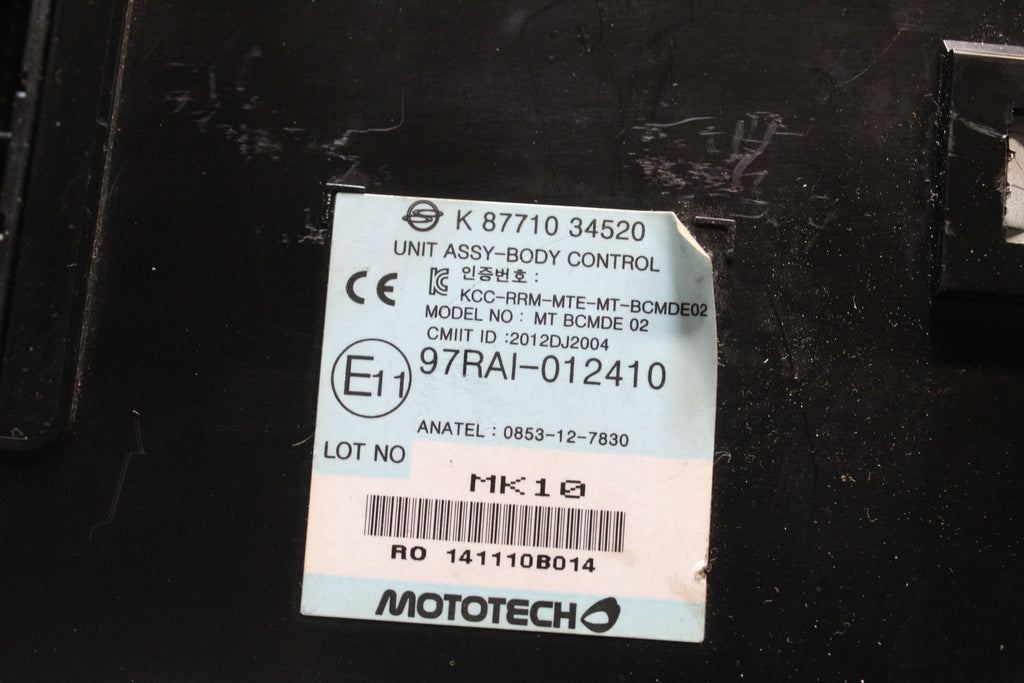 K 87710 34520
UNIT ASSY-BODY CONTROL
CE
인증번호 :
KCC-RRM-MTE-MT-BCMDE02
MODEL NO : MT BCMDE 02
CMIIT ID :2012DJ2004
E11 97RAI-012410
ANATEL : 0853-12-7830
LOT NO
MK10
RO 141110B014
MOTOTECH